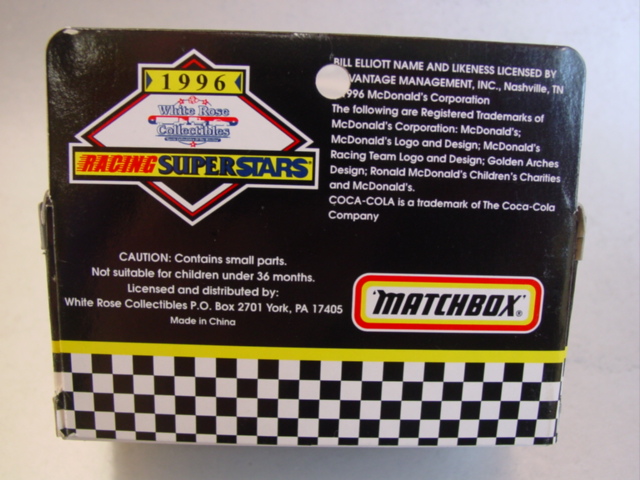 1996
White Rose
Collectibles
RACING SUPERSTARS
BILL ELLIOTT NAME AND LIKENESS LICENSED BY
VANTAGE MANAGEMENT, INC., Nashville, TN
1996 McDonald's Corporation
The following are Registered Trademarks of
McDonald's Corporation: McDonald's;
McDonald's Logo and Design; McDonald's
Racing Team Logo and Design; Golden Arches
Design; Ronald McDonald's Children's Charities
and McDonald's.
COCA-COLA is a trademark of The Coca-Cola
Company
CAUTION: Contains small parts.
Not suitable for children under 36 months.
Licensed and distributed by:
White Rose Collectibles P.O. Box 2701 York, PA 17405
Made in China
"MATCHBOX"®